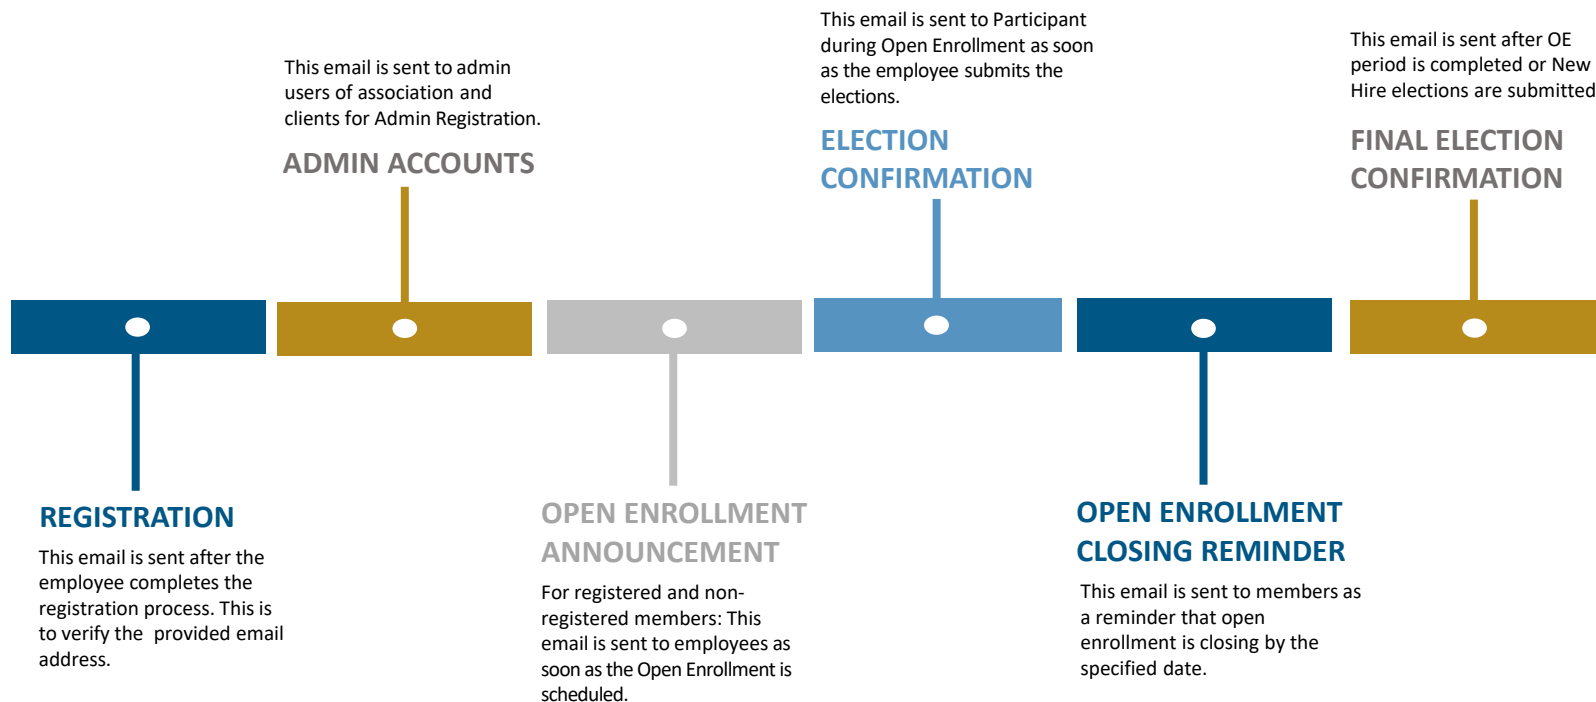 This email is sent to admin
users of association and
clients for Admin Registration.
ADMIN ACCOUNTS
This email is sent to Participant
during Open Enrollment as soon
as the employee submits the
elections.
ELECTION
CONFIRMATION
This email is sent after OE
period is completed or New
Hire elections are submitted
FINAL ELECTION
CONFIRMATION
REGISTRATION
This email is sent after the
employee completes the
registration process. This is
to verify the  provided email
address.
OPEN ENROLLMENT
ANNOUNCEMENT
For registered and non-
registered members: This
email is sent to employees as
soon as the Open Enrollment is
scheduled.
OPEN ENROLLMENT
CLOSING REMINDER
This email is sent to members as
a reminder that open
enrollment is closing by the
specified date.